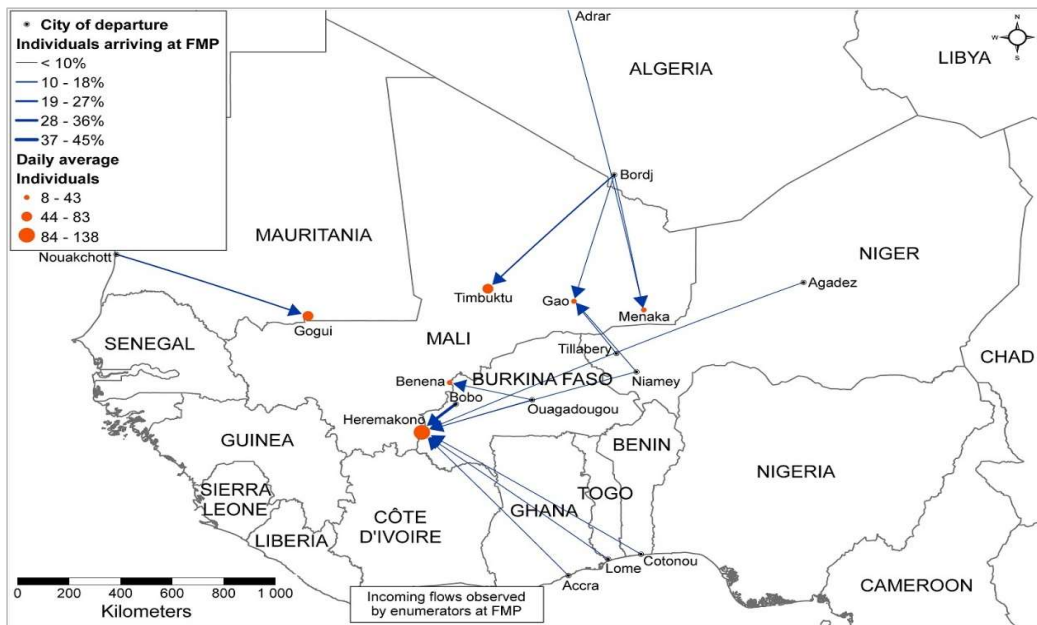 City of departure
Individuals arriving at FMP
< 10%
10 - 18%
19 - 27%
28 - 36%
37 - 45%
Daily average
Individuals
8 - 43
44 - 83
84 - 138
N
W
E
S
Adrar
ALGERIA
LIBYA
Bordj
MAURITANIA
NIGER
Nouakchott
Agadez
Timbuktu
Gao
Menaka
Gogui
MALI
SENEGAL
Tillabery
CHAD
Niamey
Benena
BURKINA FASO
Bobo
Ouagadougou
Heremakono
GUINEA
BENIN
NIGERIA
SIERRA
LEONE
TOGO
GHANA
CÔTE
D'IVOIRE
LIBERIA
Cotonou
Lome
Accra
CAMEROON
0 200 400 600 800 1 000
Kilometers
Incoming flows observed
by enumerators at FMP